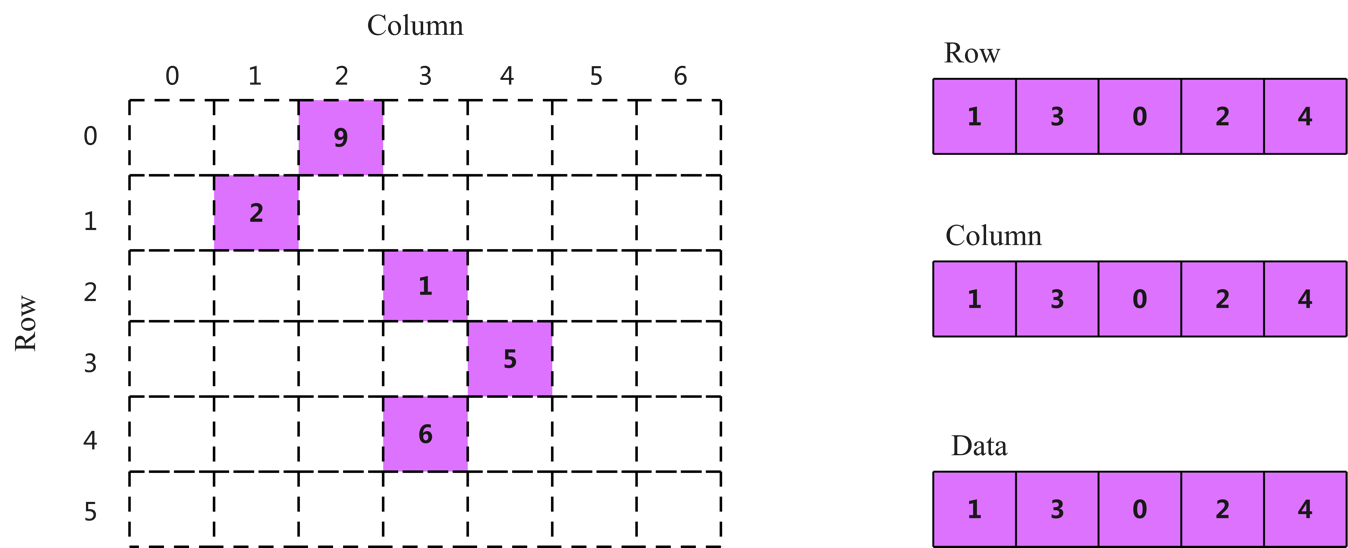 Column
0 1 2 3 4 5 6
0 9
1 2
2 1
Row
3 5
4 6
5
Row
1 3 0 2 4
Column
1 3 0 2 4
Data
1 3 0 2 4